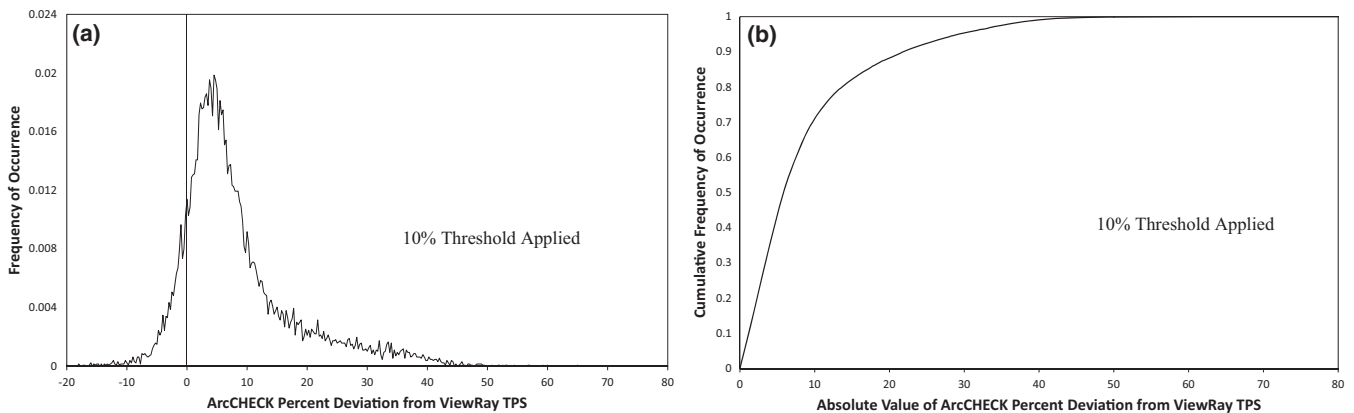 (a)
Frequency of Occurrence
0.024
0.02
0.016
0.012
0.008
0.004
0
10% Threshold Applied
-20 -10 0 10 20 30 40 50 60 70 80
ArcCHECK Percent Deviation from ViewRay TPS
(b)
Cumulative Frequency of Occurrence
1
0.9
0.8
0.7
0.6
0.5
0.4
0.3
0.2
0.1
0
10% Threshold Applied
0 10 20 30 40 50 60 70 80
Absolute Value of ArcCHECK Percent Deviation from ViewRay TPS